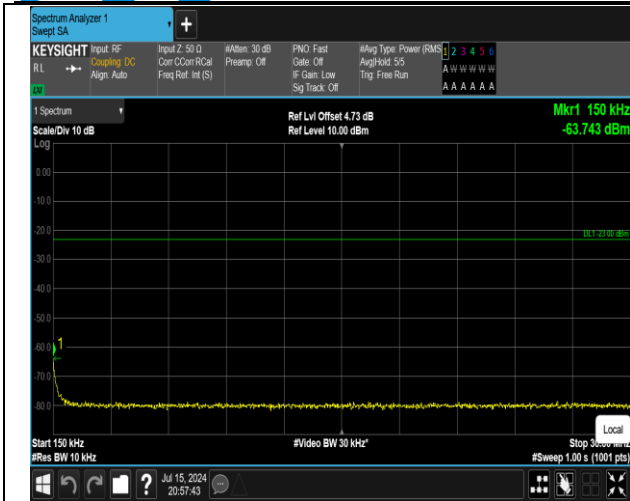 Spectrum Analyzer 1
Swept SA
+
KEYSIGHT
RL
Input: RF
Coupling: DC
Align: Auto
Input Z: 50 Ω
Corr CCorr RCal
Freq Ref: Int (S)
#Atten: 30 dB
Preamp: Off
PNO: Fast
Gate: Off
IF Gain: Low
Sig Track: Off
#Avg Type: Power (RMS
Avg|Hold: 5/5
Trig: Free Run
1 2 3 4 5 6
A W W W W W
A A A A A A
1 Spectrum
Scale/Div 10 dB
Log
Ref Lvl Offset 4.73 dB
Ref Level 10.00 dBm
Mkr1 150 kHz
-63.743 dBm
0.00
-10.0
-20.0
DL1 -23.00 dBm
-30.0
-40.0
-50.0
-60.0
1
-70.0
-80.0
Local
Start 150 kHz
#Res BW 10 kHz
#Video BW 30 kHz*
Stop
MHz
#Sweep 1.00 s (1001 pts)
?
Jul 15, 2024
20:57:43